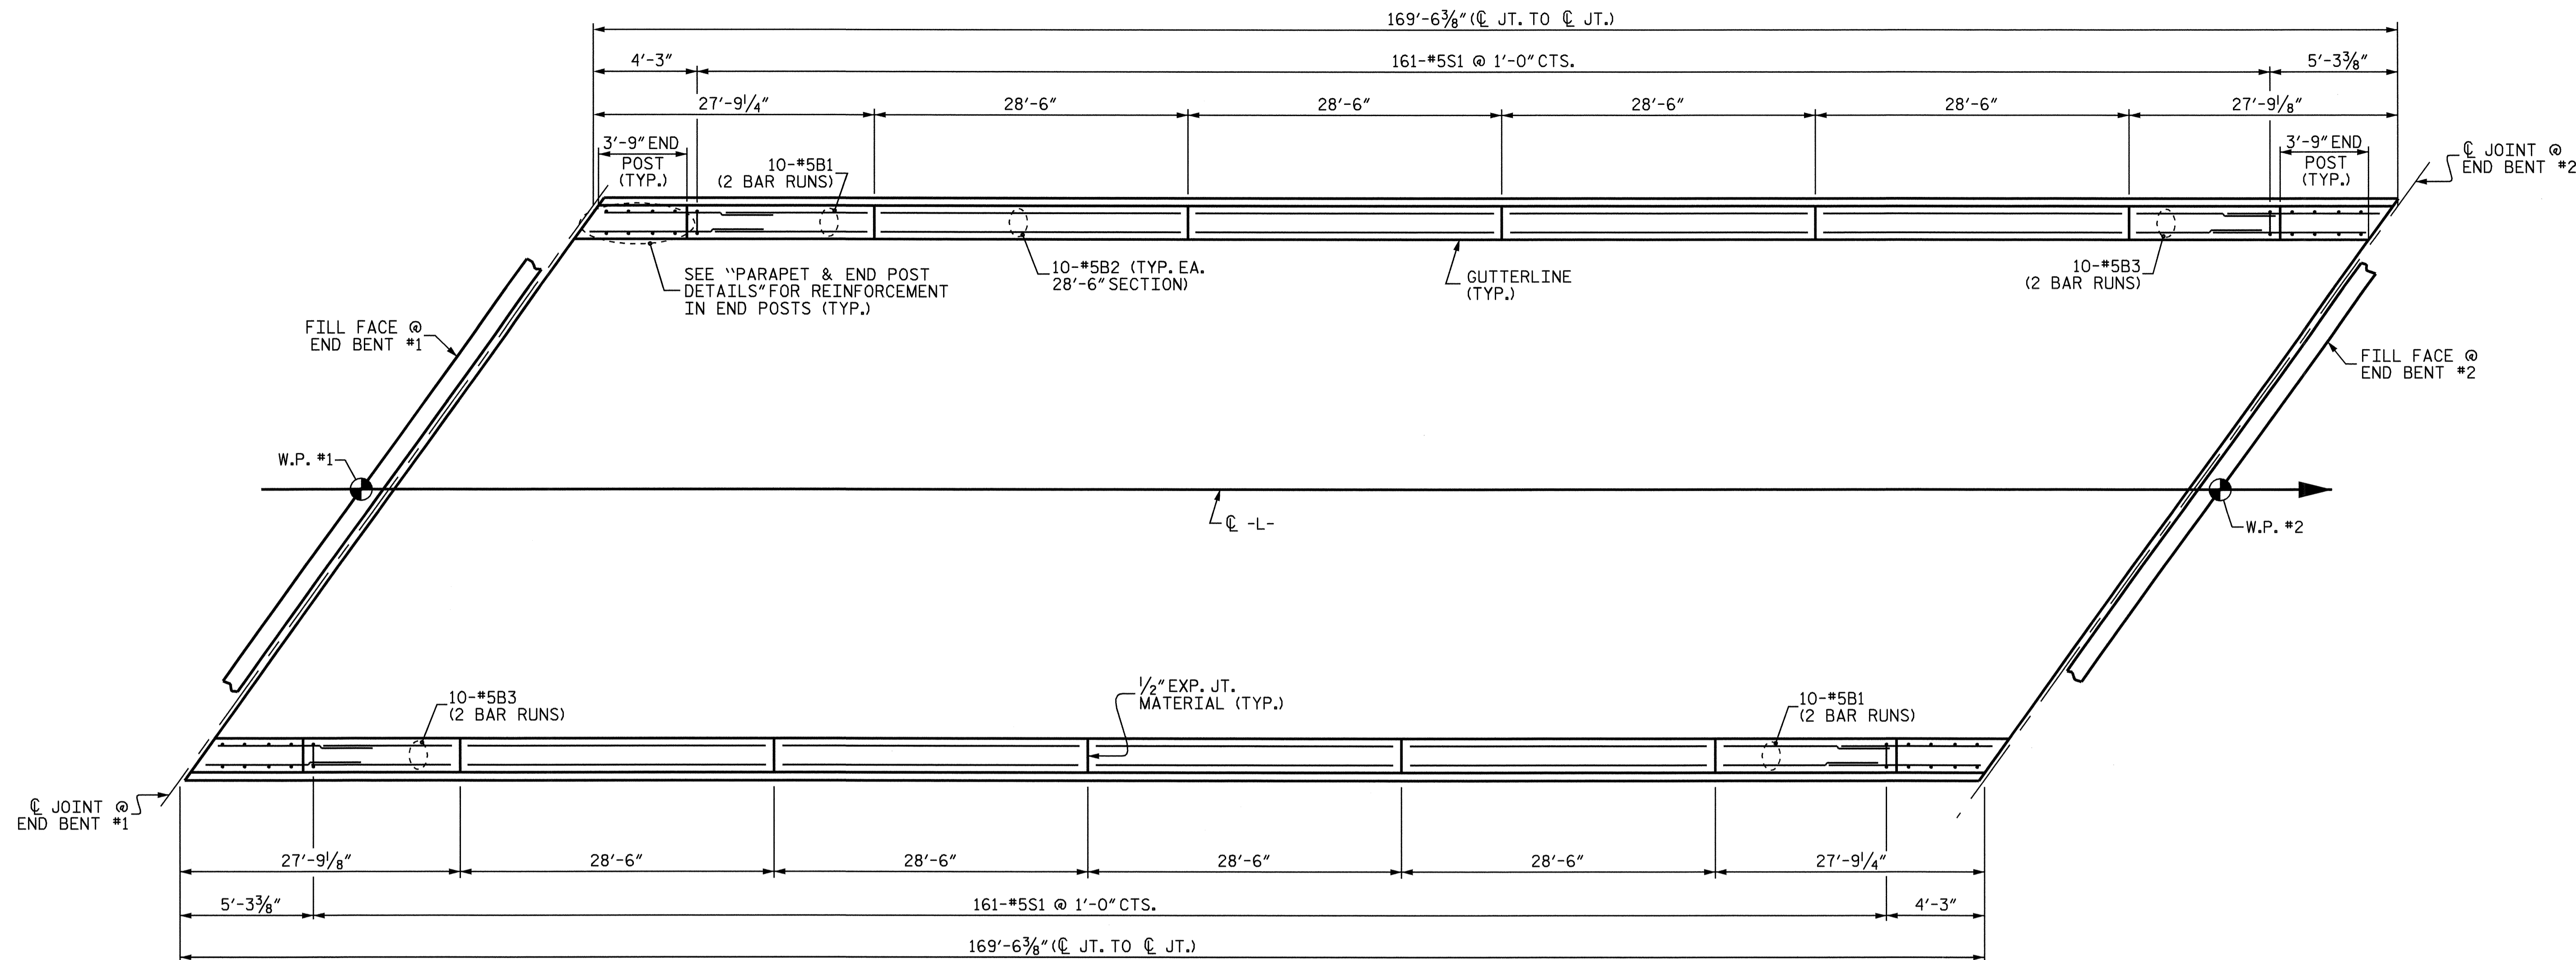 169'-6⅜" (℄ JT. TO ℄ JT.)
4'-3"
161-#5S1 @ 1'-0" CTS.
5'-3⅜"
27'-9¼"
28'-6"
28'-6"
28'-6"
28'-6"
27'-9⅛"
3'-9" END
POST
(TYP.)
10-#5B1
(2 BAR RUNS)
3'-9" END
POST
(TYP.)
℄ JOINT @
END BENT #2
SEE "PARAPET & END POST
DETAILS" FOR REINFORCEMENT
IN END POSTS (TYP.)
10-#5B2 (TYP. EA.
28'-6" SECTION)
GUTTERLINE
(TYP.)
10-#5B3
(2 BAR RUNS)
FILL FACE @
END BENT #1
FILL FACE @
END BENT #2
W.P. #1
℄ -L-
W.P. #2
10-#5B3
(2 BAR RUNS)
½" EXP. JT.
MATERIAL (TYP.)
10-#5B1
(2 BAR RUNS)
℄ JOINT @
END BENT #1
27'-9⅛"
28'-6"
28'-6"
28'-6"
28'-6"
27'-9¼"
5'-3⅜"
161-#5S1 @ 1'-0" CTS.
4'-3"
169'-6⅜" (℄ JT. TO ℄ JT.)